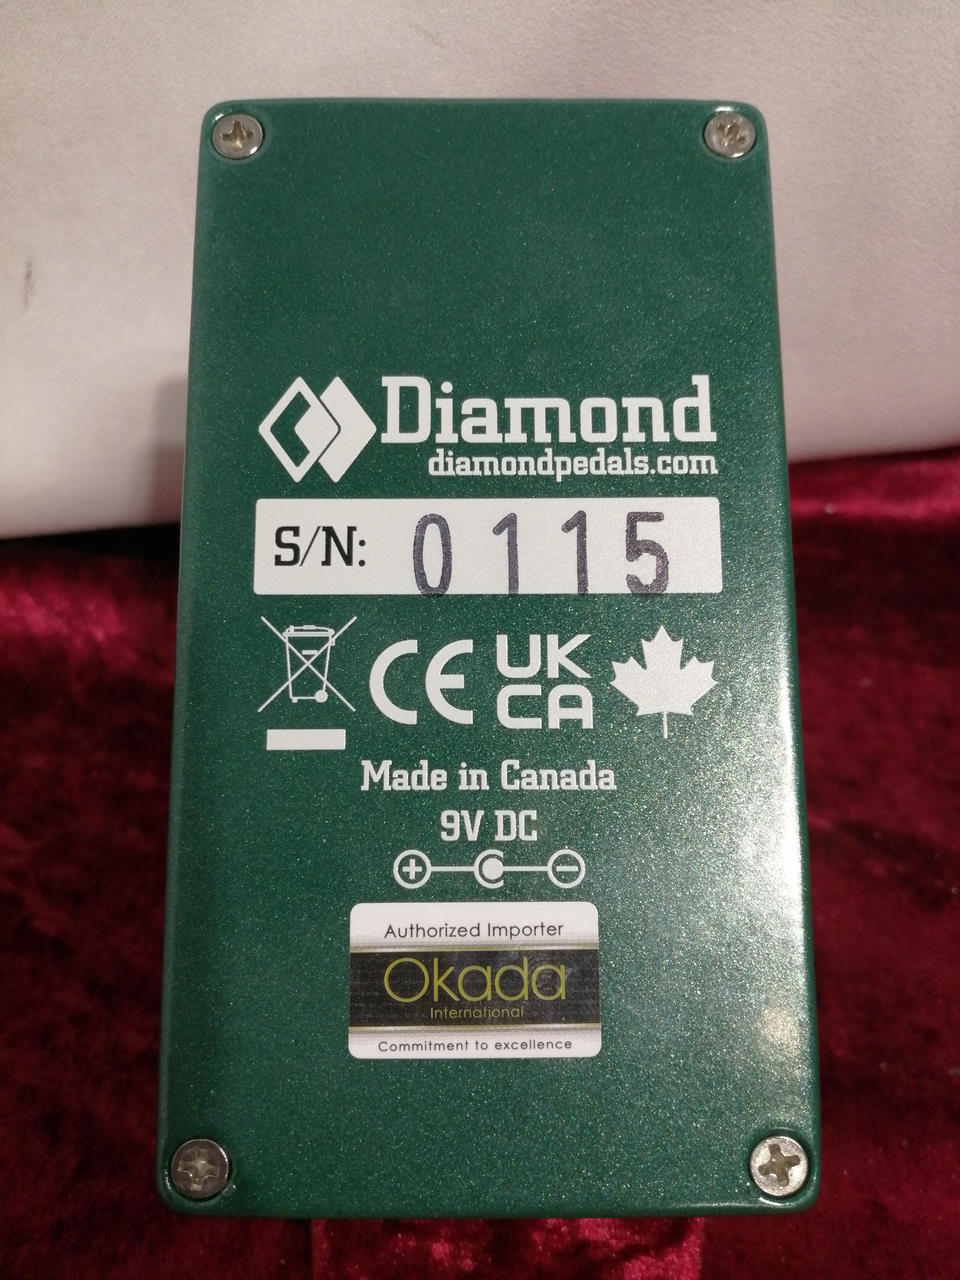 Diamond
diamondpedals.com
S/N: 0115
CE UK
CA
Made in Canada
9V DC
Authorized Importer
Okada
International
Commitment to excellence